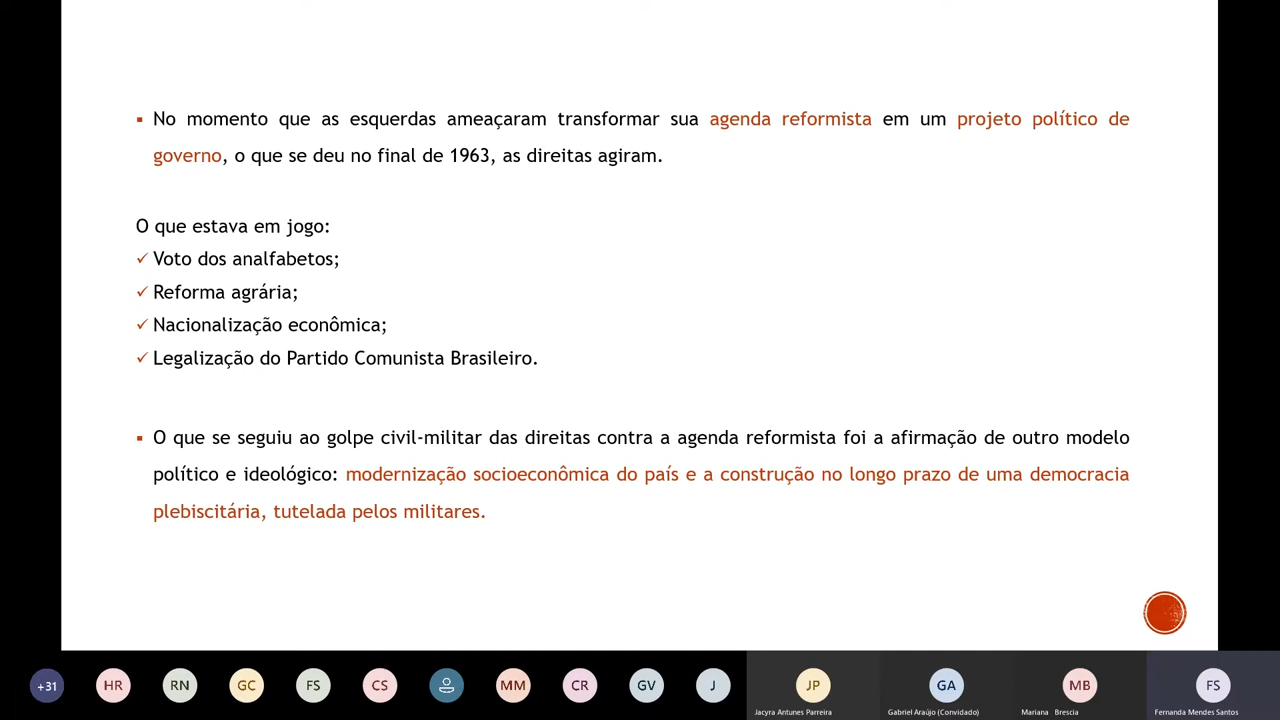 No momento que as esquerdas ameaçaram transformar sua agenda reformista em um projeto político de
governo, o que se deu no final de 1963, as direitas agiram.
O que estava em jogo:
Voto dos analfabetos;
Reforma agrária;
Nacionalização econômica;
Legalização do Partido Comunista Brasileiro.
O que se seguiu ao golpe civil-militar das direitas contra a agenda reformista foi a afirmação de outro modelo
político e ideológico: modernização socioeconômica do país e a construção no longo prazo de uma democracia
plebiscitária, tutelada pelos militares.
+31 HR RN GC FS CS MM CR GV J JP GA MB FS
Jacyra Antunes Parreira Gabriel Araújo (Convidado) Mariana Brescia Fernanda Mendes Santos